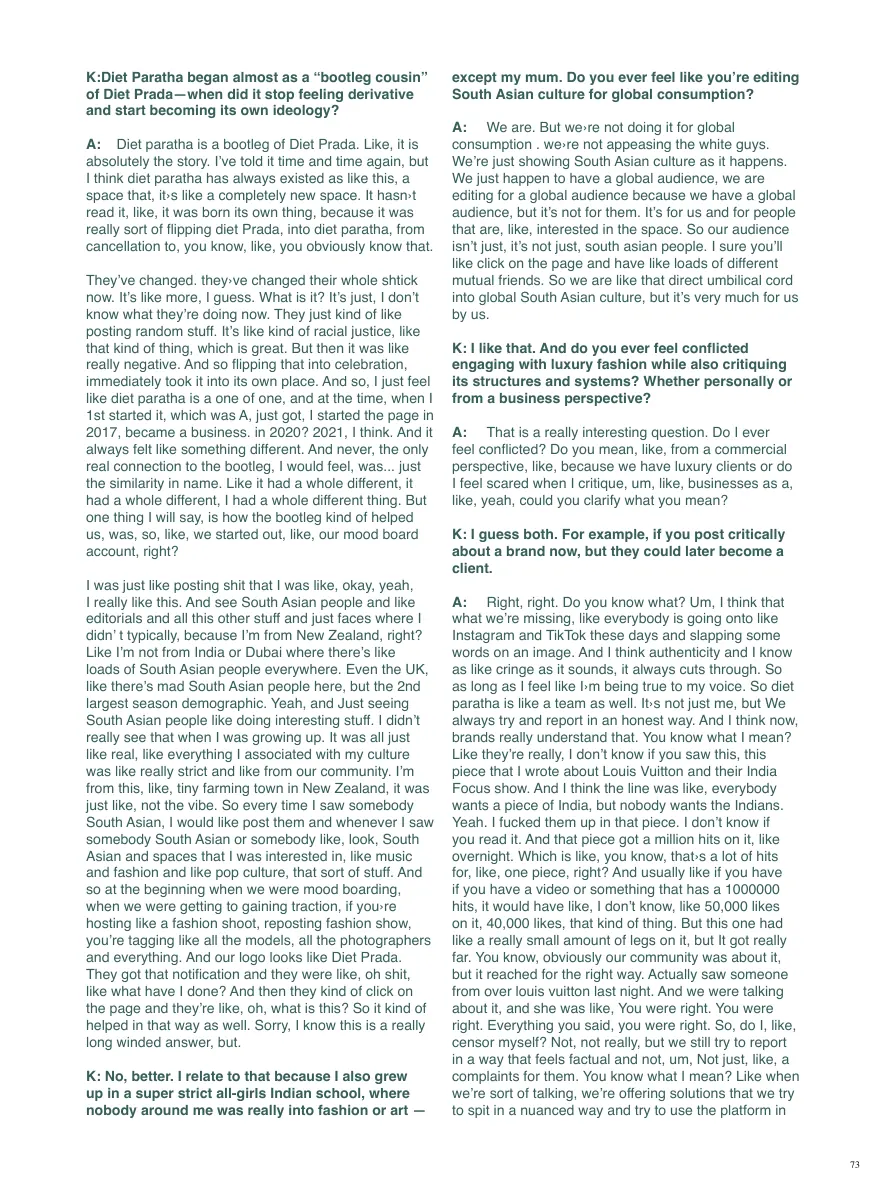 K:Diet Paratha began almost as a “bootleg cousin”
of Diet Prada—when did it stop feeling derivative
and start becoming its own ideology?
A: Diet paratha is a bootleg of Diet Prada. Like, it is
absolutely the story. I’ve told it time and time again, but
I think diet paratha has always existed as like this, a
space that, it›s like a completely new space. It hasn›t
read it, like, it was born its own thing, because it was
really sort of flipping diet Prada, into diet paratha, from
cancellation to, you know, like, you obviously know that.
They’ve changed. they›ve changed their whole shtick
now. It’s like more, I guess. What is it? It’s just, I don’t
know what they’re doing now. They just kind of like
posting random stuff. It’s like kind of racial justice, like
that kind of thing, which is great. But then it was like
really negative. And so flipping that into celebration,
immediately took it into its own place. And so, I just feel
like diet paratha is a one of one, and at the time, when I
1st started it, which was A, just got, I started the page in
2017, became a business. in 2020? 2021, I think. And it
always felt like something different. And never, the only
real connection to the bootleg, I would feel, was... just
the similarity in name. Like it had a whole different, it
had a whole different, I had a whole different thing. But
one thing I will say, is how the bootleg kind of helped
us, was, so, like, we started out, like, our mood board
account, right?
I was just like posting shit that I was like, okay, yeah,
I really like this. And see South Asian people and like
editorials and all this other stuff and just faces where I
didn’ t typically, because I’m from New Zealand, right?
Like I’m not from India or Dubai where there’s like
loads of South Asian people everywhere. Even the UK,
like there’s mad South Asian people here, but the 2nd
largest season demographic. Yeah, and Just seeing
South Asian people like doing interesting stuff. I didn’t
really see that when I was growing up. It was all just
like real, like everything I associated with my culture
was like really strict and like from our community. I’m
from this, like, tiny farming town in New Zealand, it was
just like, not the vibe. So every time I saw somebody
South Asian, I would like post them and whenever I saw
somebody South Asian or somebody like, look, South
Asian and spaces that I was interested in, like music
and fashion and like pop culture, that sort of stuff. And
so at the beginning when we were mood boarding,
when we were getting to gaining traction, if you›re
hosting like a fashion shoot, reposting fashion show,
you’re tagging like all the models, all the photographers
and everything. And our logo looks like Diet Prada.
They got that notification and they were like, oh shit,
like what have I done? And then they kind of click on
the page and they’re like, oh, what is this? So it kind of
helped in that way as well. Sorry, I know this is a really
long winded answer, but.
K: No, better. I relate to that because I also grew
up in a super strict all-girls Indian school, where
nobody around me was really into fashion or art —
except my mum. Do you ever feel like you’re editing
South Asian culture for global consumption?
A: We are. But we›re not doing it for global
consumption . we›re not appeasing the white guys.
We’re just showing South Asian culture as it happens.
We just happen to have a global audience, we are
editing for a global audience because we have a global
audience, but it’s not for them. It’s for us and for people
that are, like, interested in the space. So our audience
isn’t just, it’s not just, south asian people. I sure you’ll
like click on the page and have like loads of different
mutual friends. So we are like that direct umbilical cord
into global South Asian culture, but it’s very much for us
by us.
K: I like that. And do you ever feel conflicted
engaging with luxury fashion while also critiquing
its structures and systems? Whether personally or
from a business perspective?
A: That is a really interesting question. Do I ever
feel conflicted? Do you mean, like, from a commercial
perspective, like, because we have luxury clients or do
I feel scared when I critique, um, like, businesses as a,
like, yeah, could you clarify what you mean?
K: I guess both. For example, if you post critically
about a brand now, but they could later become a
client.
A: Right, right. Do you know what? Um, I think that
what we’re missing, like everybody is going onto like
Instagram and TikTok these days and slapping some
words on an image. And I think authenticity and I know
as like cringe as it sounds, it always cuts through. So
as long as I feel like I›m being true to my voice. So diet
paratha is like a team as well. It›s not just me, but We
always try and report in an honest way. And I think now,
brands really understand that. You know what I mean?
Like they’re really, I don’t know if you saw this, this
piece that I wrote about Louis Vuitton and their India
Focus show. And I think the line was like, everybody
wants a piece of India, but nobody wants the Indians.
Yeah. I fucked them up in that piece. I don’t know if
you read it. And that piece got a million hits on it, like
overnight. Which is like, you know, that›s a lot of hits
for, like, one piece, right? And usually like if you have
if you have a video or something that has a 1000000
hits, it would have like, I don’t know, like 50,000 likes
on it, 40,000 likes, that kind of thing. But this one had
like a really small amount of legs on it, but It got really
far. You know, obviously our community was about it,
but it reached for the right way. Actually saw someone
from over louis vuitton last night. And we were talking
about it, and she was like, You were right. You were
right. Everything you said, you were right. So, do I, like,
censor myself? Not, not really, but we still try to report
in a way that feels factual and not, um, Not just, like, a
complaints for them. You know what I mean? Like when
we’re sort of talking, we’re offering solutions that we try
to spit in a nuanced way and try to use the platform in
73